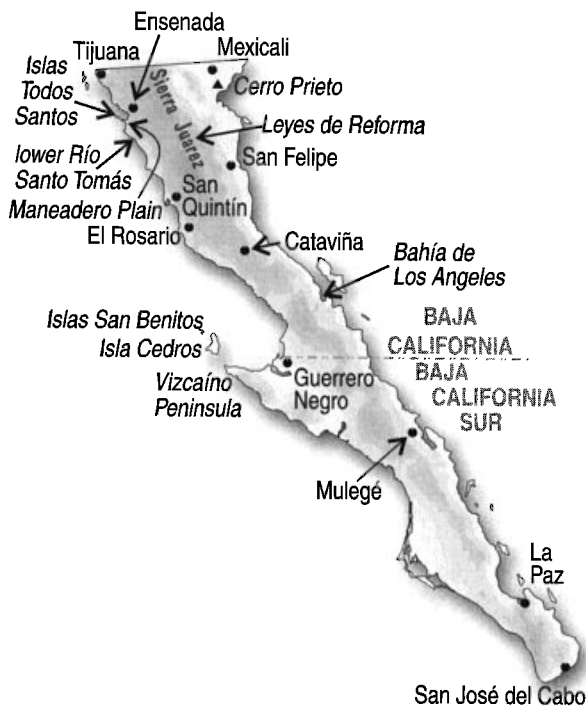 Ensenada
Tijuana
Mexicali
Islas
Todos
Santos
Sierra Juarez
Cerro Prieto
Leyes de Reforma
lower Río
Santo Tomás
San Felipe
Maneadero Plain
San
Quintín
El Rosario
Cataviña
Bahía de
Los Angeles
Islas San Benitos
Isla Cedros
BAJA
CALIFORNIA
BAJA
CALIFORNIA
SUR
Vizcaíno
Peninsula
Guerrero
Negro
Mulegé
La
Paz
San José del Cabo